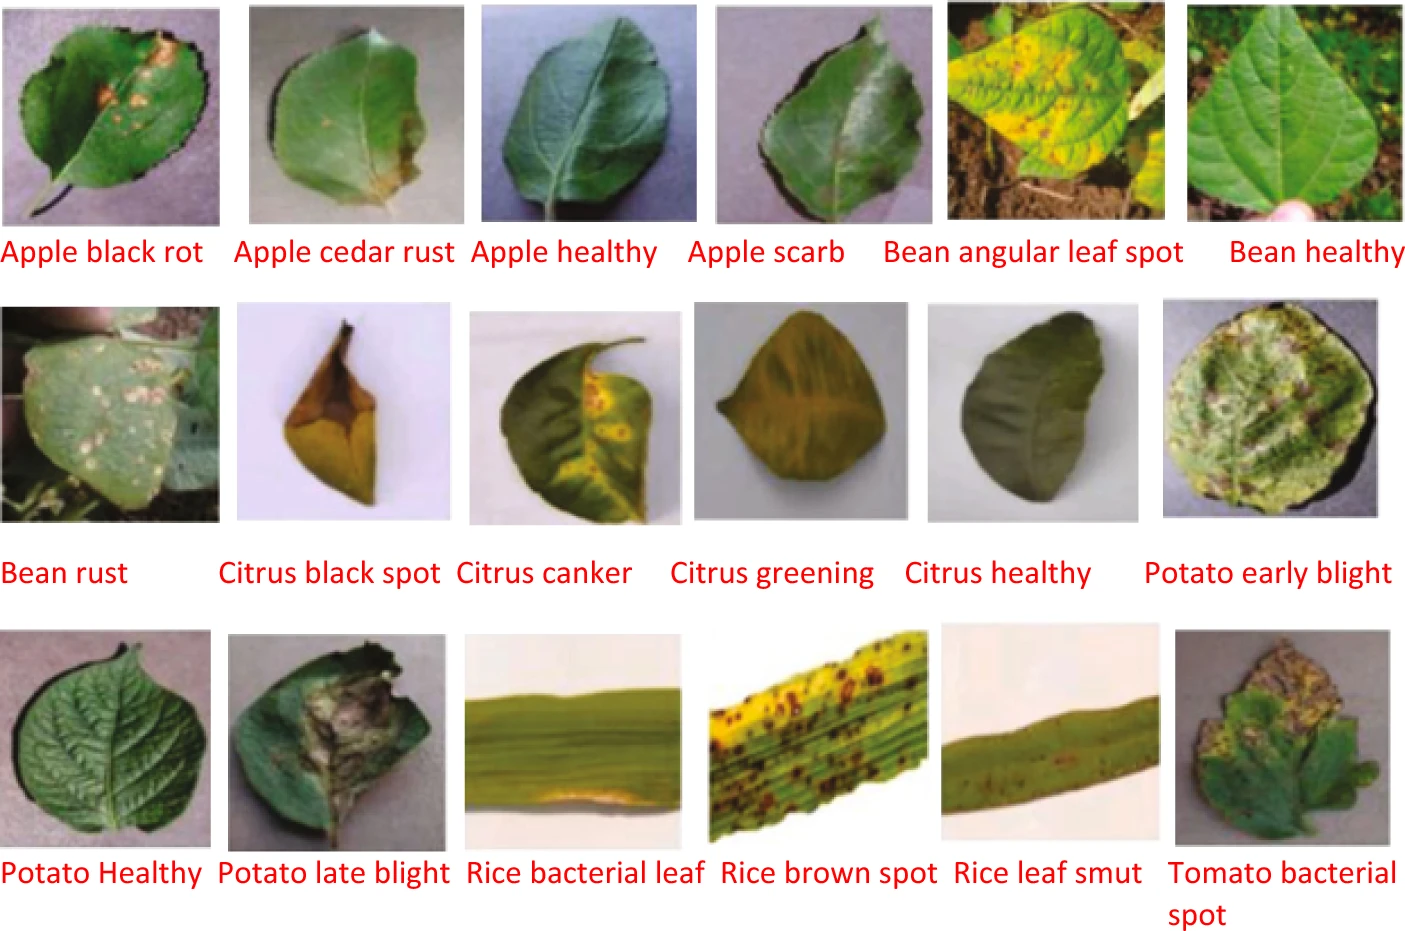 Apple black rot
Apple cedar rust
Apple healthy
Apple scarb
Bean angular leaf spot
Bean healthy
Bean rust
Citrus black spot
Citrus canker
Citrus greening
Citrus healthy
Potato early blight
Potato Healthy
Potato late blight
Rice bacterial leaf
Rice brown spot
Rice leaf smut
Tomato bacterial
spot